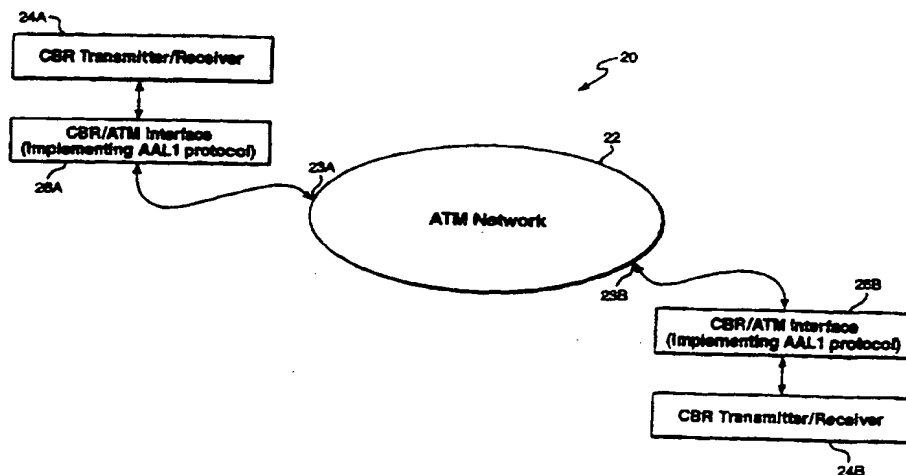 24A
CBR Transmitter/Receiver
20
CBR/ATM Interface
(Implementing AAL1 protocol)
22
26A
23A
ATM Network
23B
26B
CBR/ATM Interface
(Implementing AAL1 protocol)
CBR Transmitter/Receiver
24B